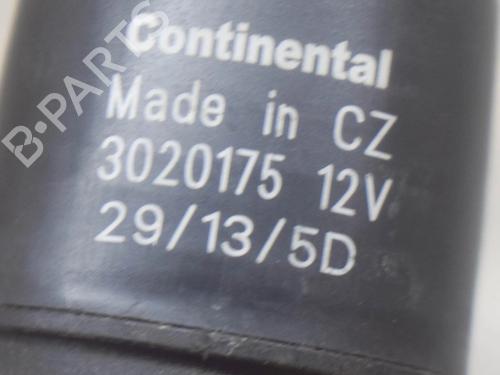 B-PARTS
Continental
Made in CZ
3020175 12V
29/13/5D